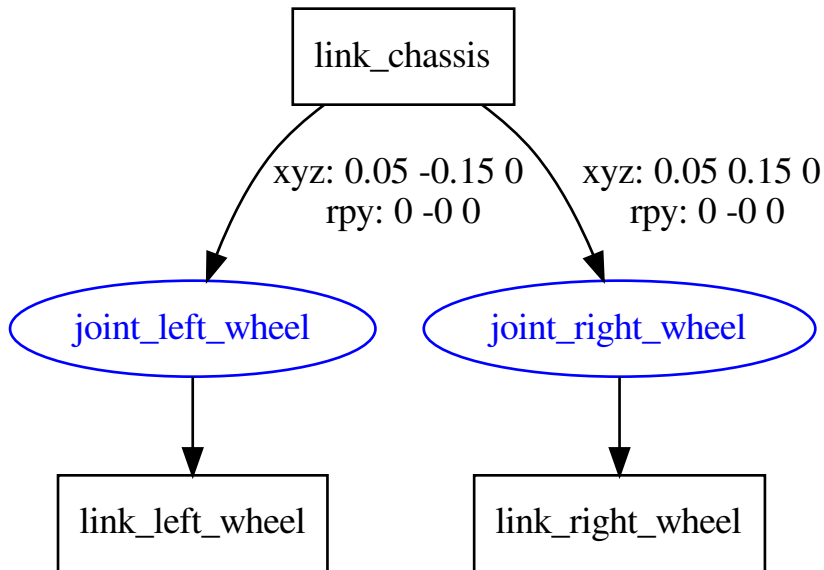 link_chassis
xyz: 0.05 -0.15 0
rpy: 0 -0 0
xyz: 0.05 0.15 0
rpy: 0 -0 0
joint_left_wheel
joint_right_wheel
link_left_wheel
link_right_wheel